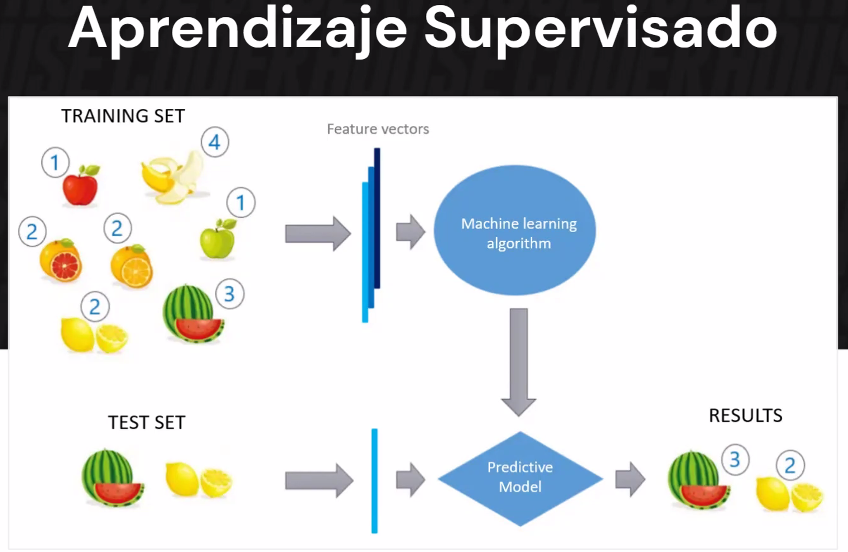 Aprendizaje Supervisado
TRAINING SET
Feature vectors
4
1
1
2
2
2
3
Machine learning
algorithm
TEST SET
RESULTS
Predictive
Model
3
2